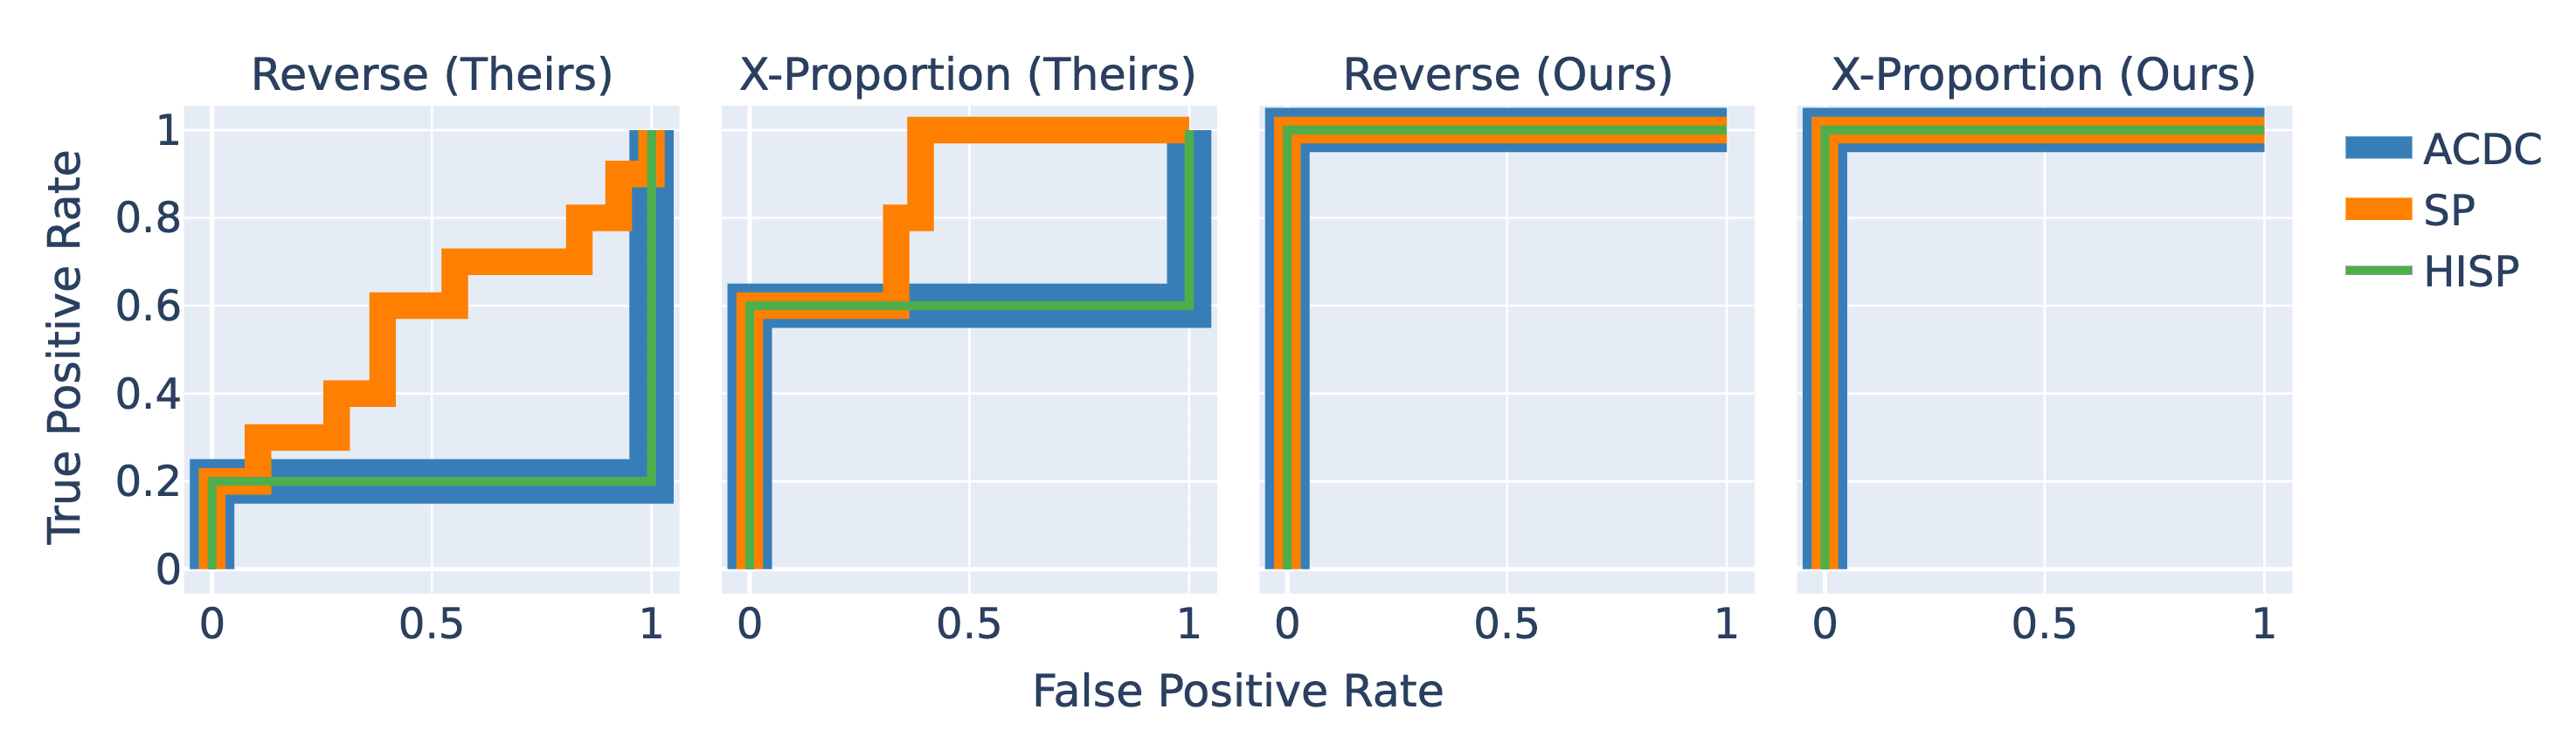 Reverse (Theirs)
X-Proportion (Theirs)
Reverse (Ours)
X-Proportion (Ours)
True Positive Rate
1
0.8
0.6
0.4
0.2
0
0 0.5 1
0 0.5 1
0 0.5 1
0 0.5 1
False Positive Rate
ACDC
SP
HISP